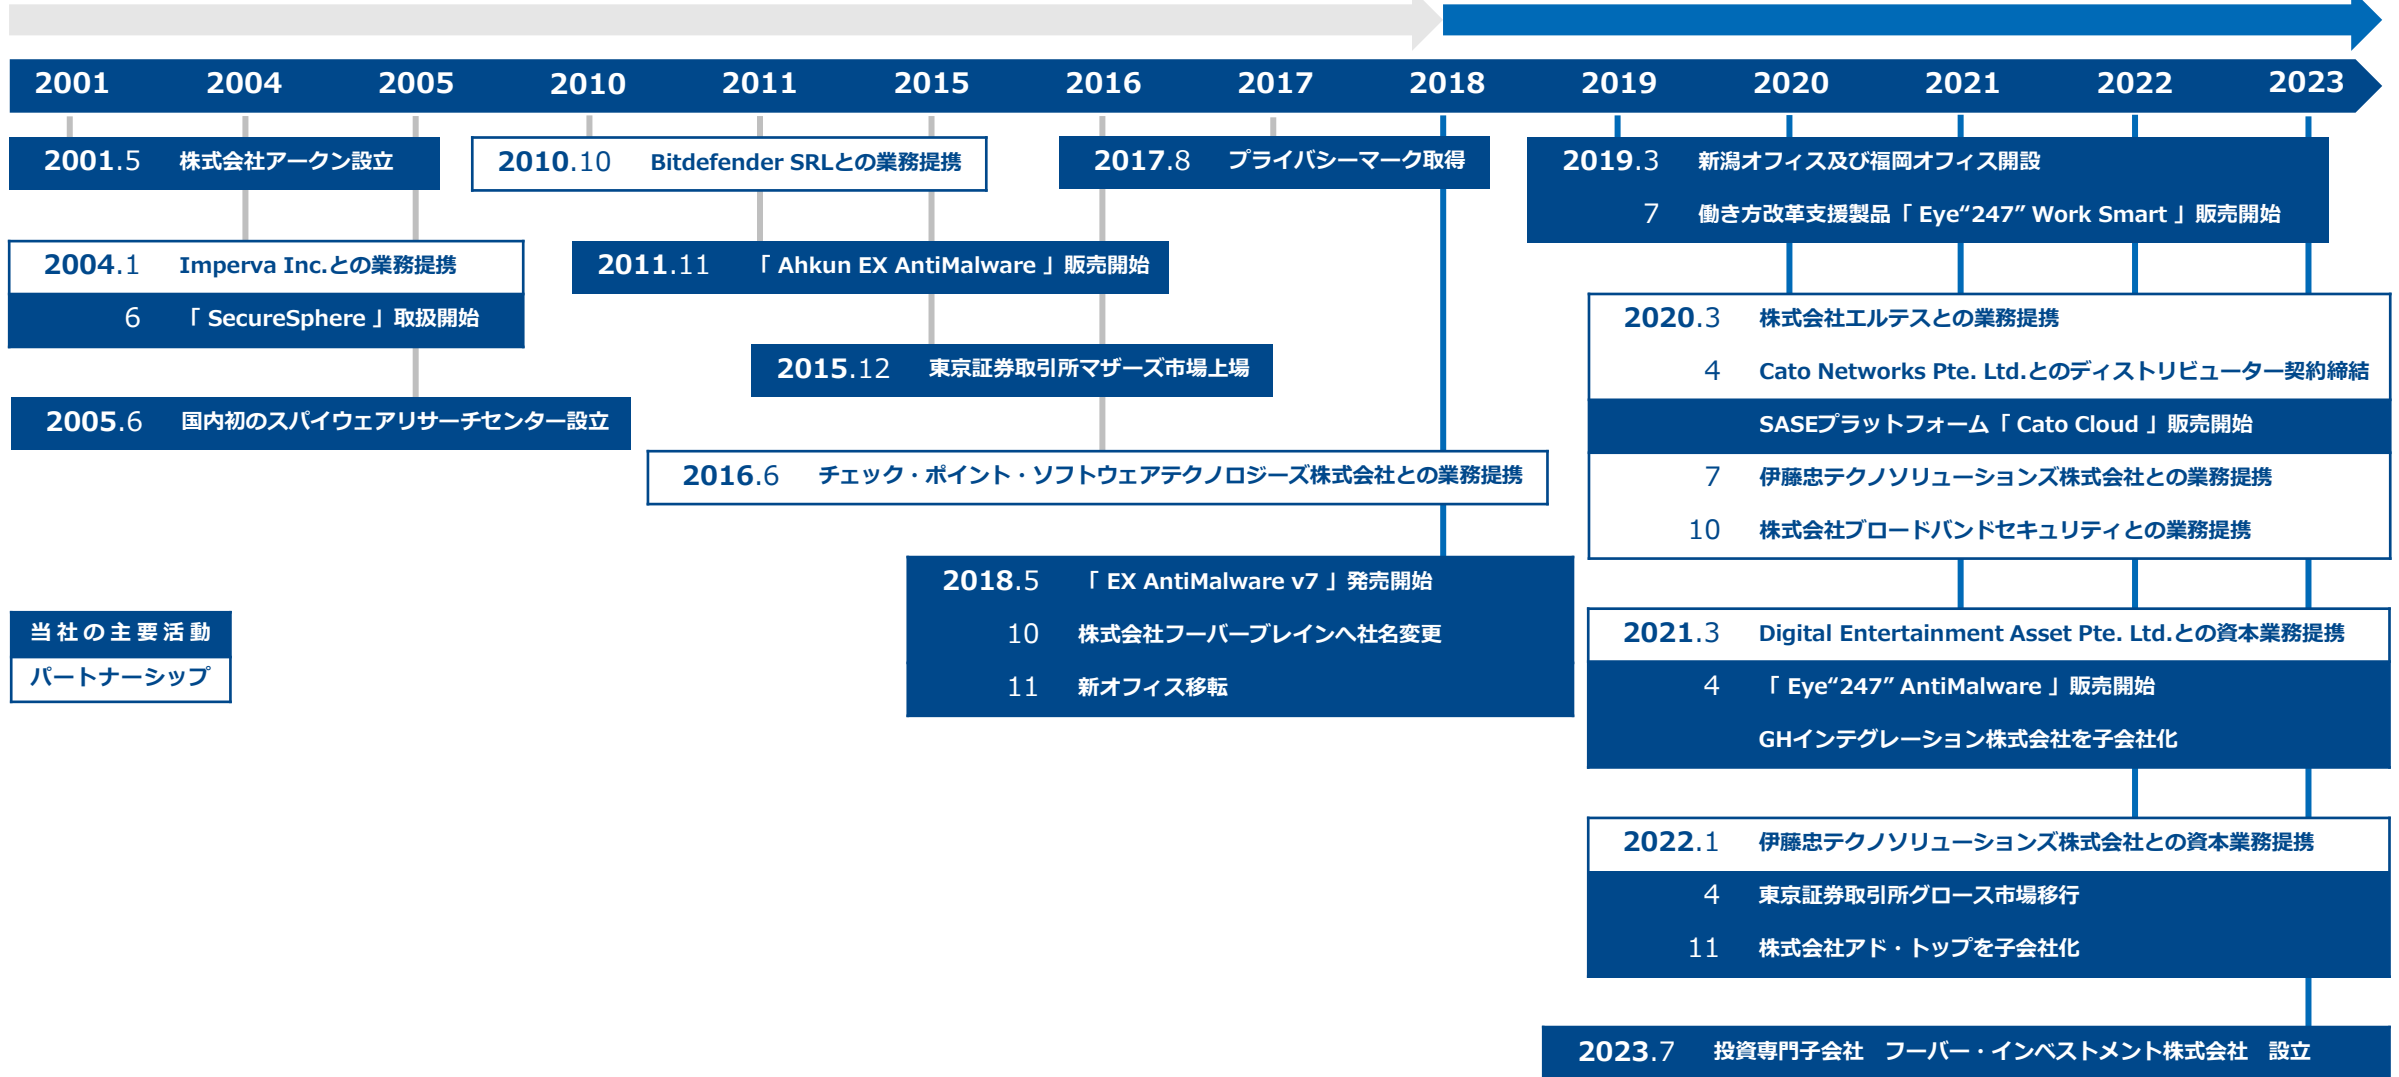 2001 2004 2005 2010 2011 2015 2016 2017 2018 2019 2020 2021 2022 2023
2001.5 株式会社アークン設立
2004.1 Imperva Inc.との業務提携
6 「 SecureSphere 」取扱開始
2005.6 国内初のスパイウェアリサーチセンター設立
2010.10 Bitdefender SRLとの業務提携
2011.11 「 Ahkun EX AntiMalware 」販売開始
2015.12 東京証券取引所マザーズ市場上場
2016.6 チェック・ポイント・ソフトウェアテクノロジーズ株式会社との業務提携
2017.8 プライバシーマーク取得
2018.5 「 EX AntiMalware v7 」発売開始
10 株式会社フーバーブレインへ社名変更
11 新オフィス移転
2019.3 新潟オフィス及び福岡オフィス開設
7 働き方改革支援製品「 Eye“247” Work Smart 」販売開始
2020.3 株式会社エルテスとの業務提携
4 Cato Networks Pte. Ltd.とのディストリビューター契約締結
SASEプラットフォーム「 Cato Cloud 」販売開始
7 伊藤忠テクノソリューションズ株式会社との業務提携
10 株式会社ブロードバンドセキュリティとの業務提携
2021.3 Digital Entertainment Asset Pte. Ltd.との資本業務提携
4 「 Eye“247” AntiMalware 」販売開始
GHインテグレーション株式会社を子会社化
2022.1 伊藤忠テクノソリューションズ株式会社との資本業務提携
4 東京証券取引所グロース市場移行
11 株式会社アド・トップを子会社化
2023.7 投資専門子会社　フーバー・インベストメント株式会社　設立
当社の主要活動
パートナーシップ